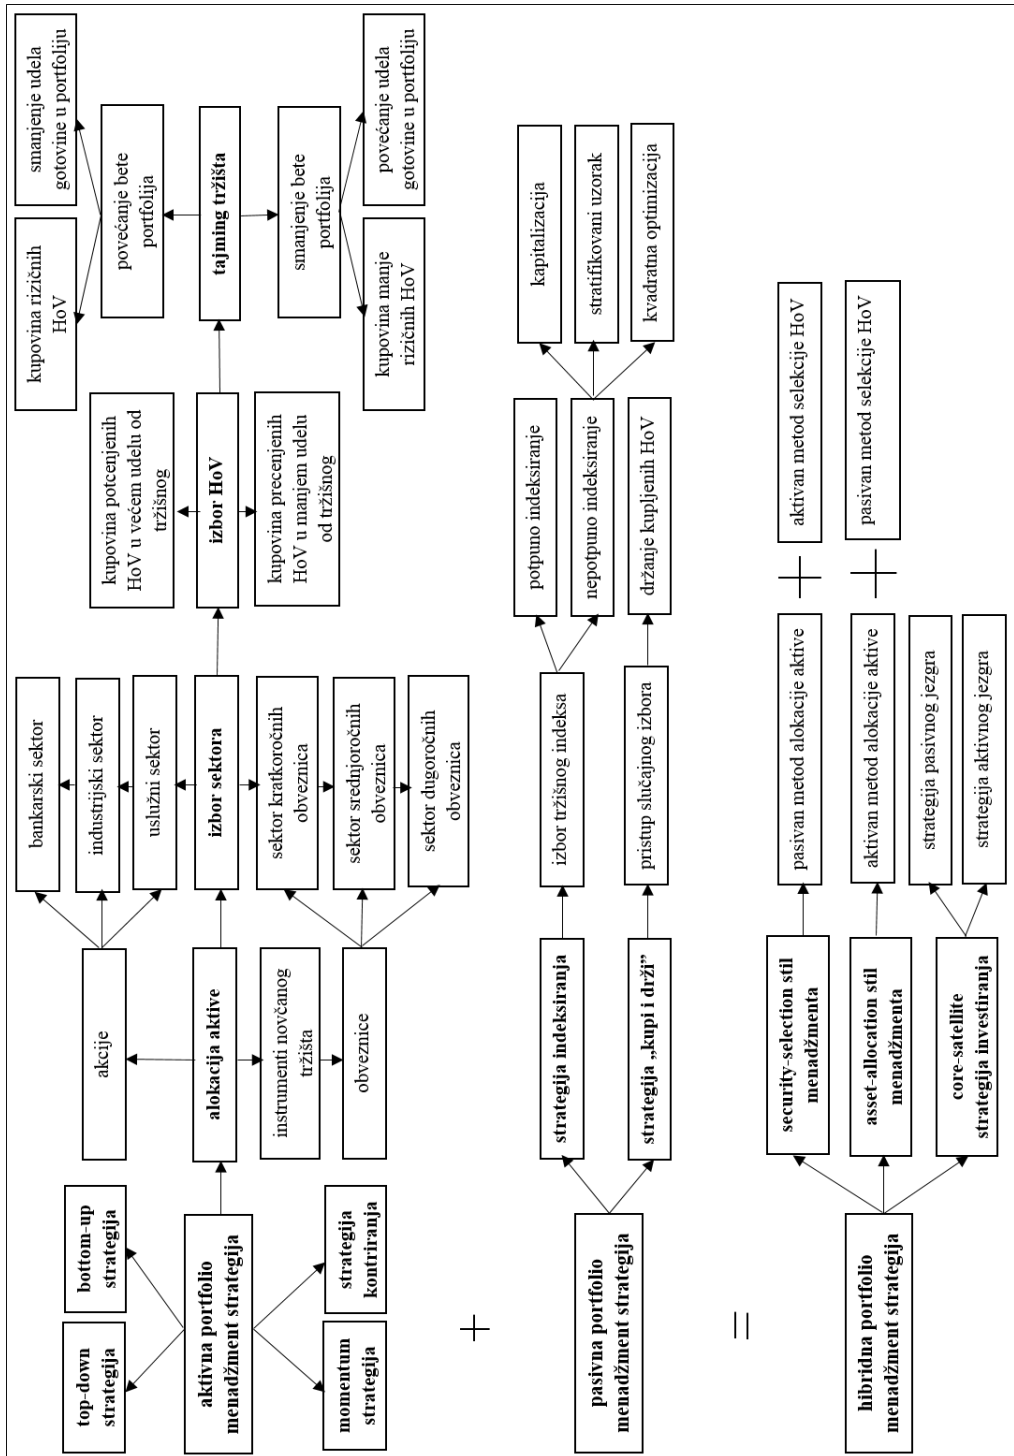 top-down
strategija
bottom-up
strategija
aktivna portfolio
menadžment strategija
momentum
strategija
strategija
kontriranja
akcije
alokacija aktive
instrumenti novčanog
tržišta
obveznice
bankarski sektor
industrijski sektor
uslužni sektor
izbor sektora
sektor kratkoročnih
obveznica
sektor srednjoročnih
obveznica
sektor dugoročnih
obveznica
kupovina potcenjenih
HoV u većem udelu od
tržišnog
izbor HoV
kupovina precenjenih
HoV u manjem udelu
od tržišnog
kupovina rizičnih
HoV
smanjenje udela
gotovine u portfoliju
povećanje bete
portfolija
tajming tržišta
smanjenje bete
portfolija
kupovina manje
rizičnih HoV
povećanje udela
gotovine u portfoliju
+
pasivna portfolio
menadžment strategija
strategija indeksiranja
strategija „kupi i drži”
izbor tržišnog indeksa
pristup slučajnog izbora
potpuno indeksiranje
nepotpuno indeksiranje
držanje kupljenih HoV
kapitalizacija
stratifikovani uzorak
kvadratna optimizacija
=
hibridna portfolio
menadžment strategija
security-selection stil
menadžmenta
asset-allocation stil
menadžmenta
core-satellite
strategija investiranja
pasivan metod alokacije aktive
+
aktivan metod selekcije HoV
aktivan metod alokacije aktive
+
pasivan metod selekcije HoV
strategija pasivnog jezgra
strategija aktivnog jezgra